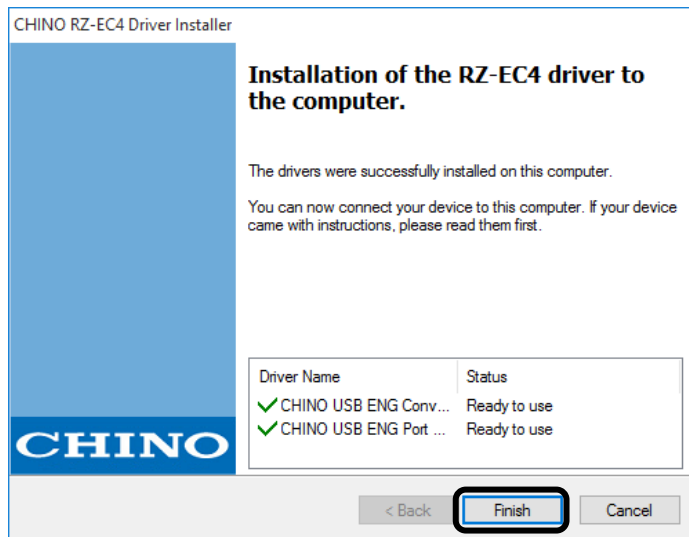 CHINO RZ-EC4 Driver Installer
Installation of the RZ-EC4 driver to
the computer.
The drivers were successfully installed on this computer.
You can now connect your device to this computer. If your device
came with instructions, please read them first.
Driver Name Status
CHINO USB ENG Conv... Ready to use
CHINO USB ENG Port ... Ready to use
CHINO
< Back Finish Cancel